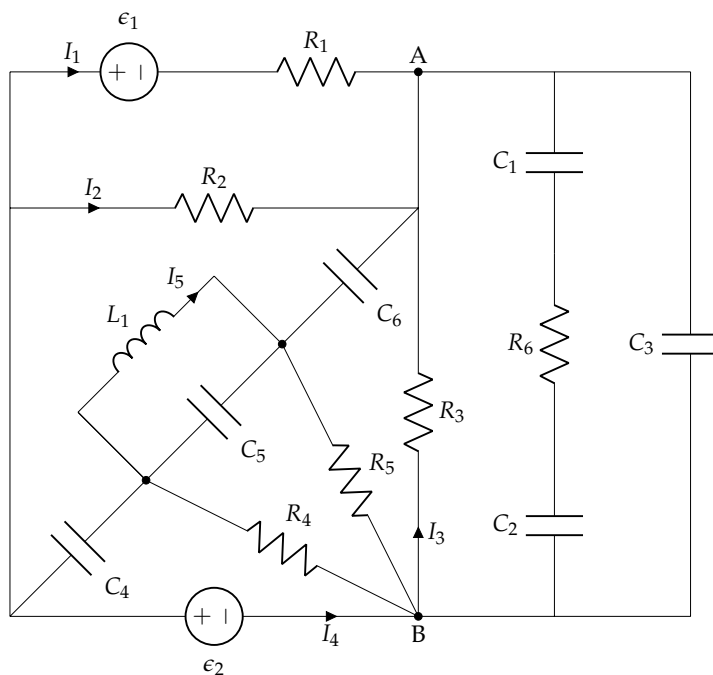 ϵ₁
I₁
+ −
R₁
A
C₁
I₂
R₂
I₅
L₁
C₆
R₆
C₃
R₃
C₅
R₅
R₄
C₂
I₃
C₄
+ −
I₄
B
ϵ₂